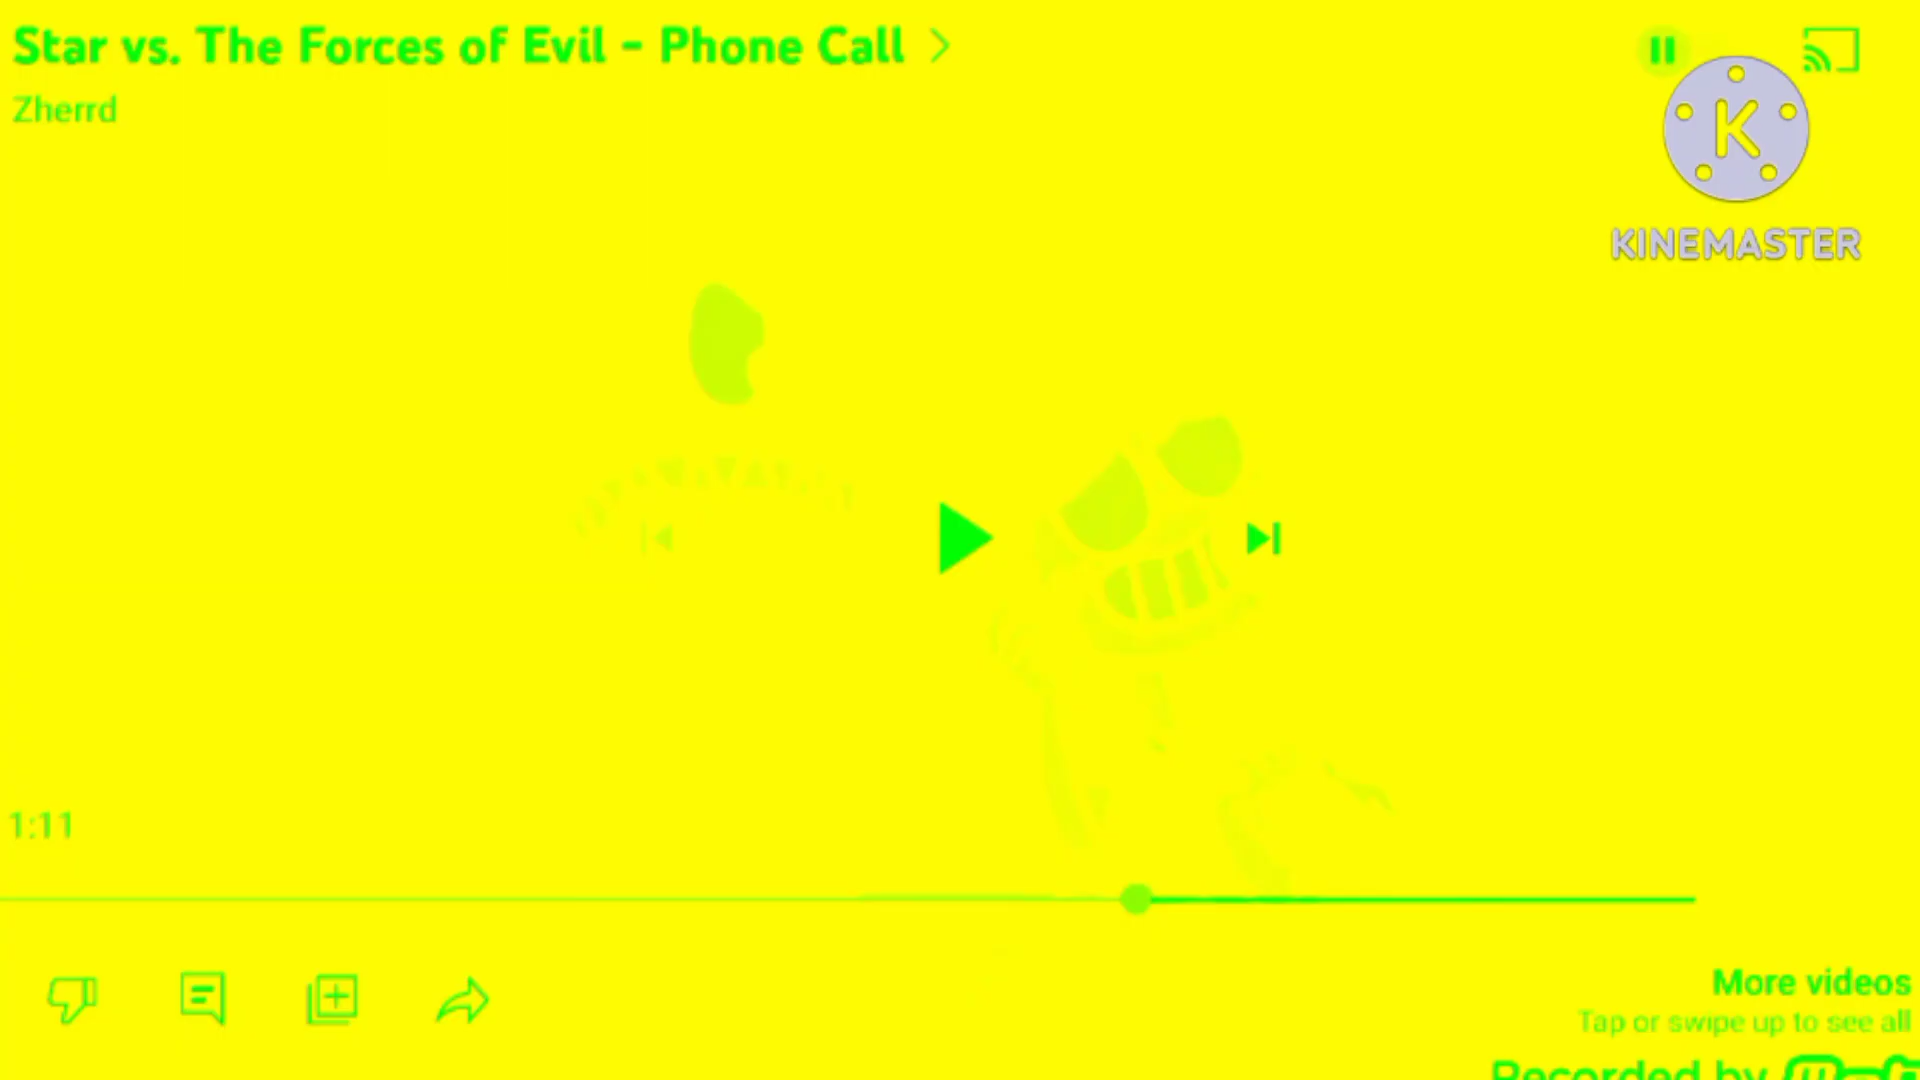 Star vs. The Forces of Evil - Phone Call
Zherrd
K
KINEMASTER
1:11
More videos
Tap or swipe up to see all
Recorded by